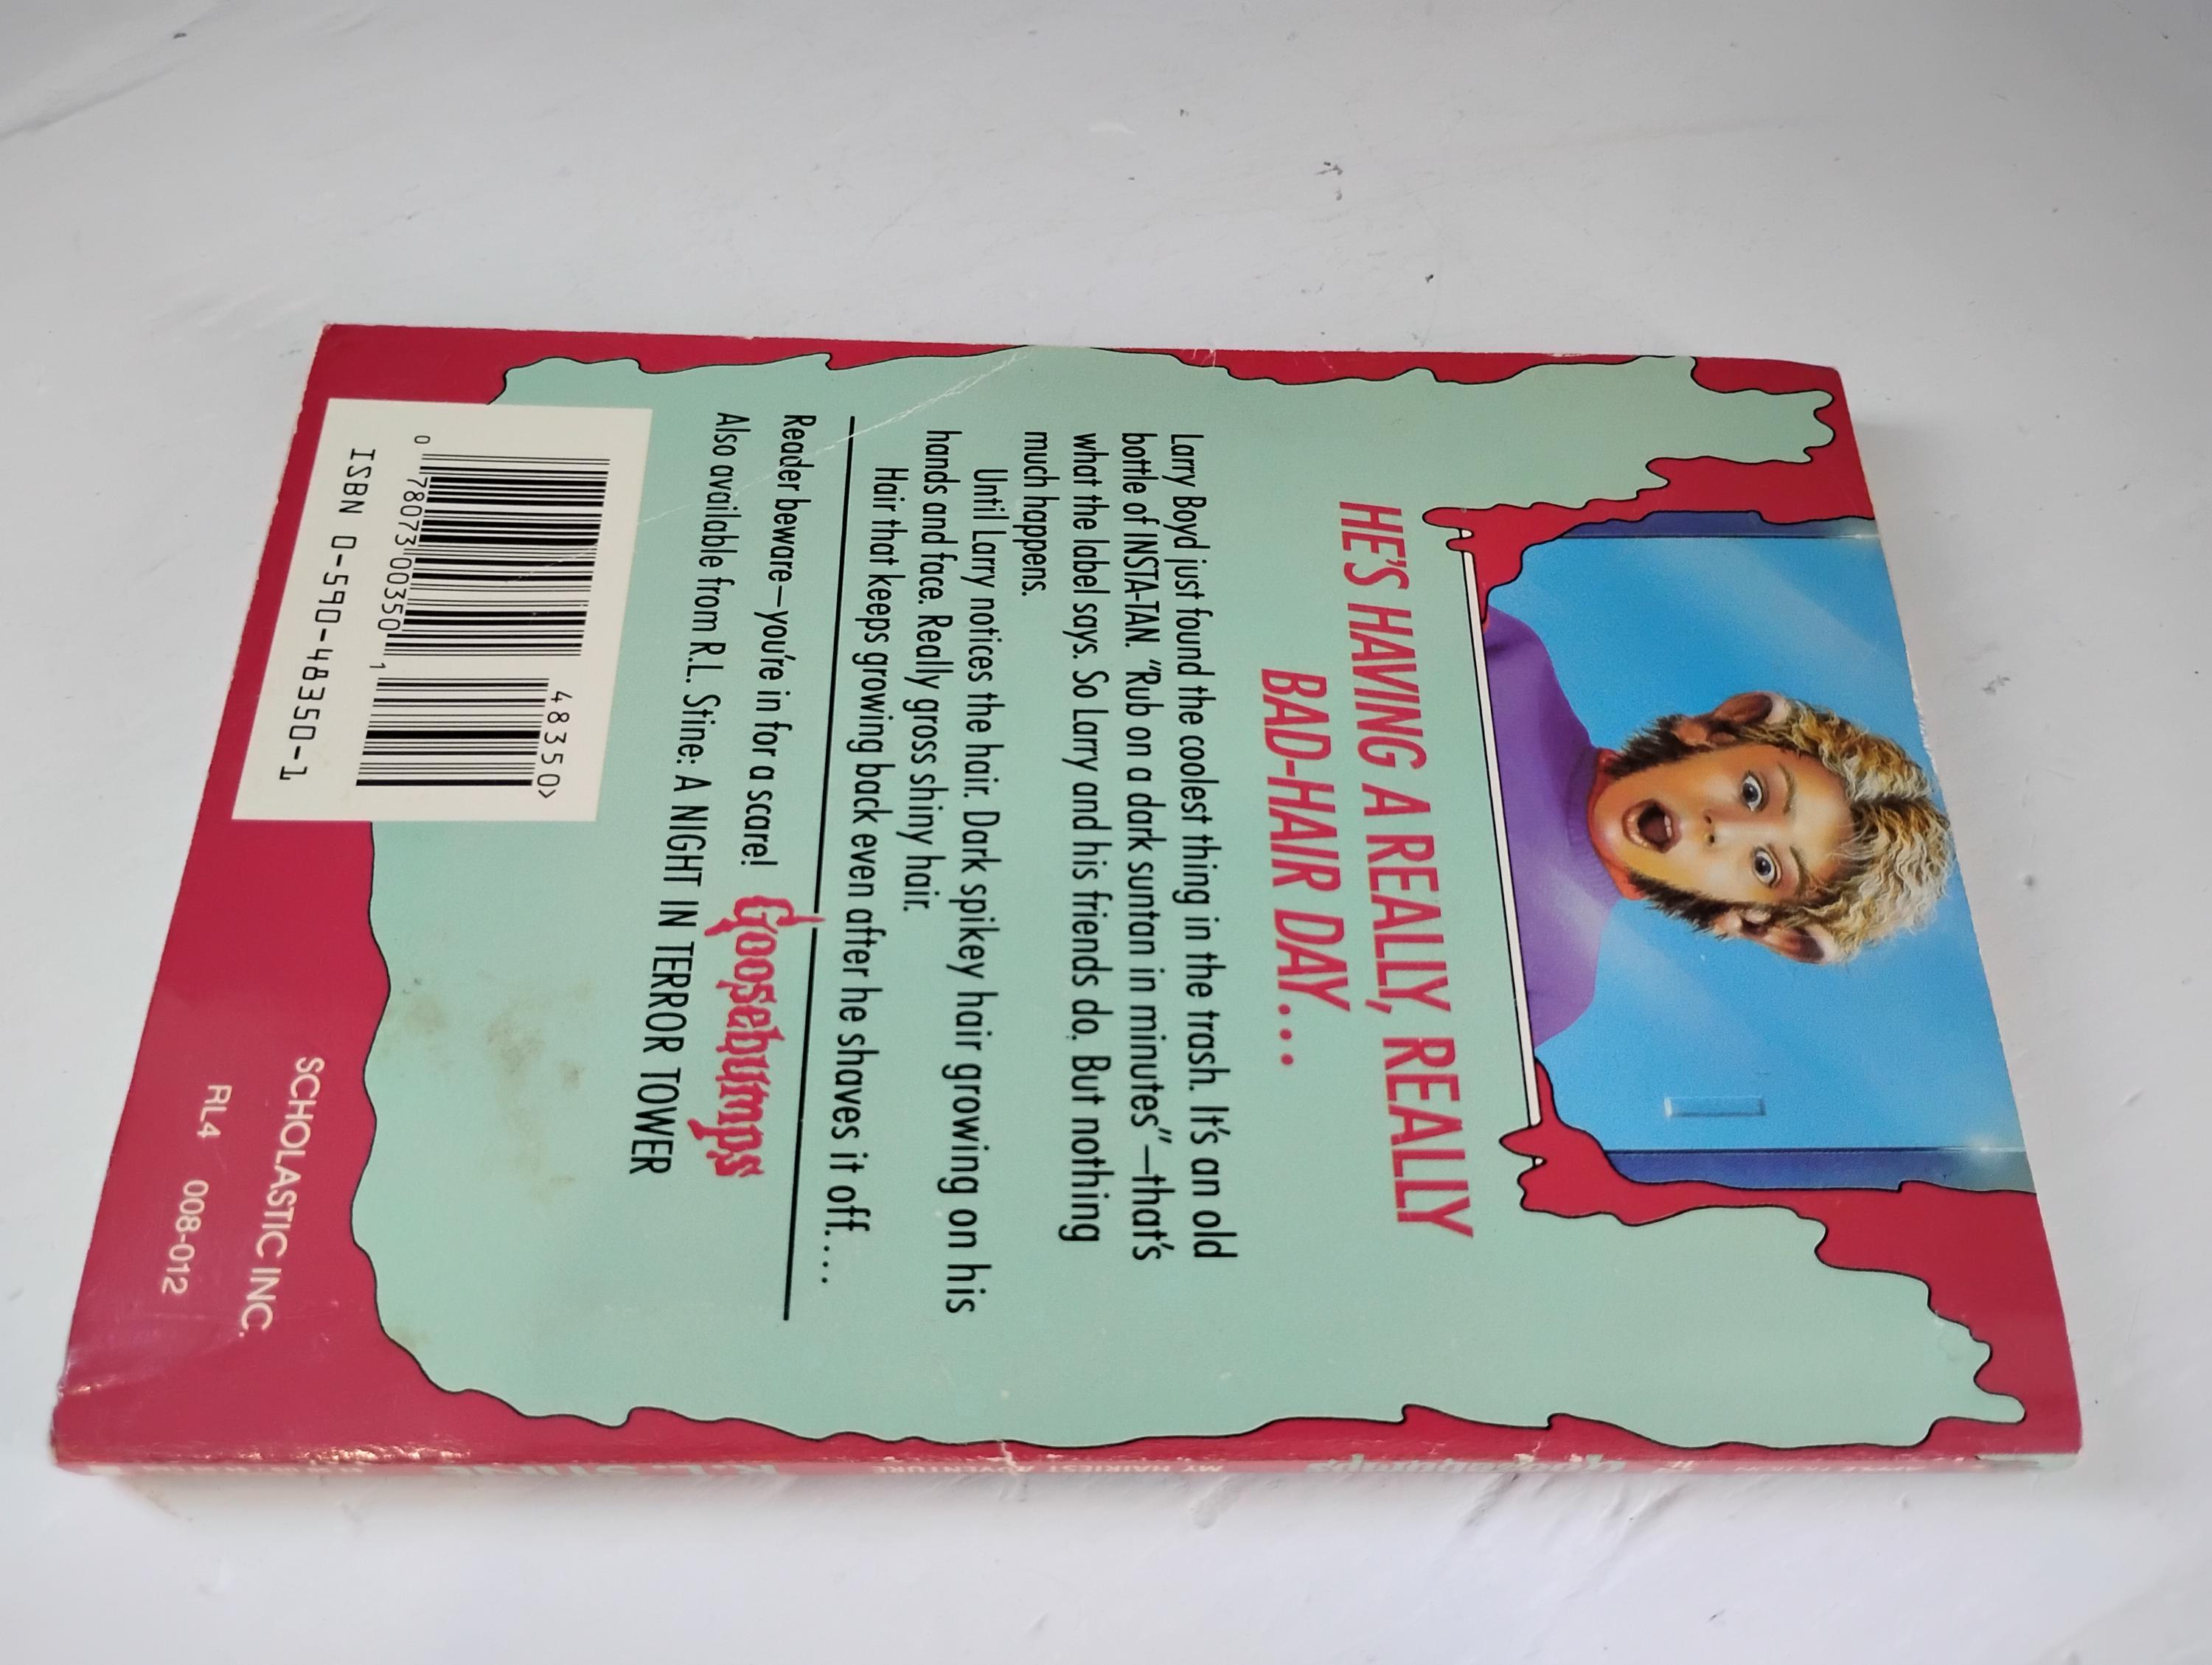 HE'S HAVING A REALLY, REALLY
BAD-HAIR DAY...
Larry Boyd just found the coolest thing in the trash. It's an old
bottle of INSTA-TAN. "Rub on a dark suntan in minutes"—that's
what the label says. So Larry and his friends do. But nothing
much happens.
Until Larry notices the hair. Dark spikey hair growing on his
hands and face. Really gross shiny hair.
Hair that keeps growing back even after he shaves it off....
Reader beware—you're in for a scare! Goosebumps
Also available from R.L. Stine: A NIGHT IN TERROR TOWER
48350>
0 78073 00350 1
ISBN 0-590-48350-1
SCHOLASTIC INC.
RL4 008-012
Goosebumps
MY HAIRIEST ADVENTURE
R.L. STINE